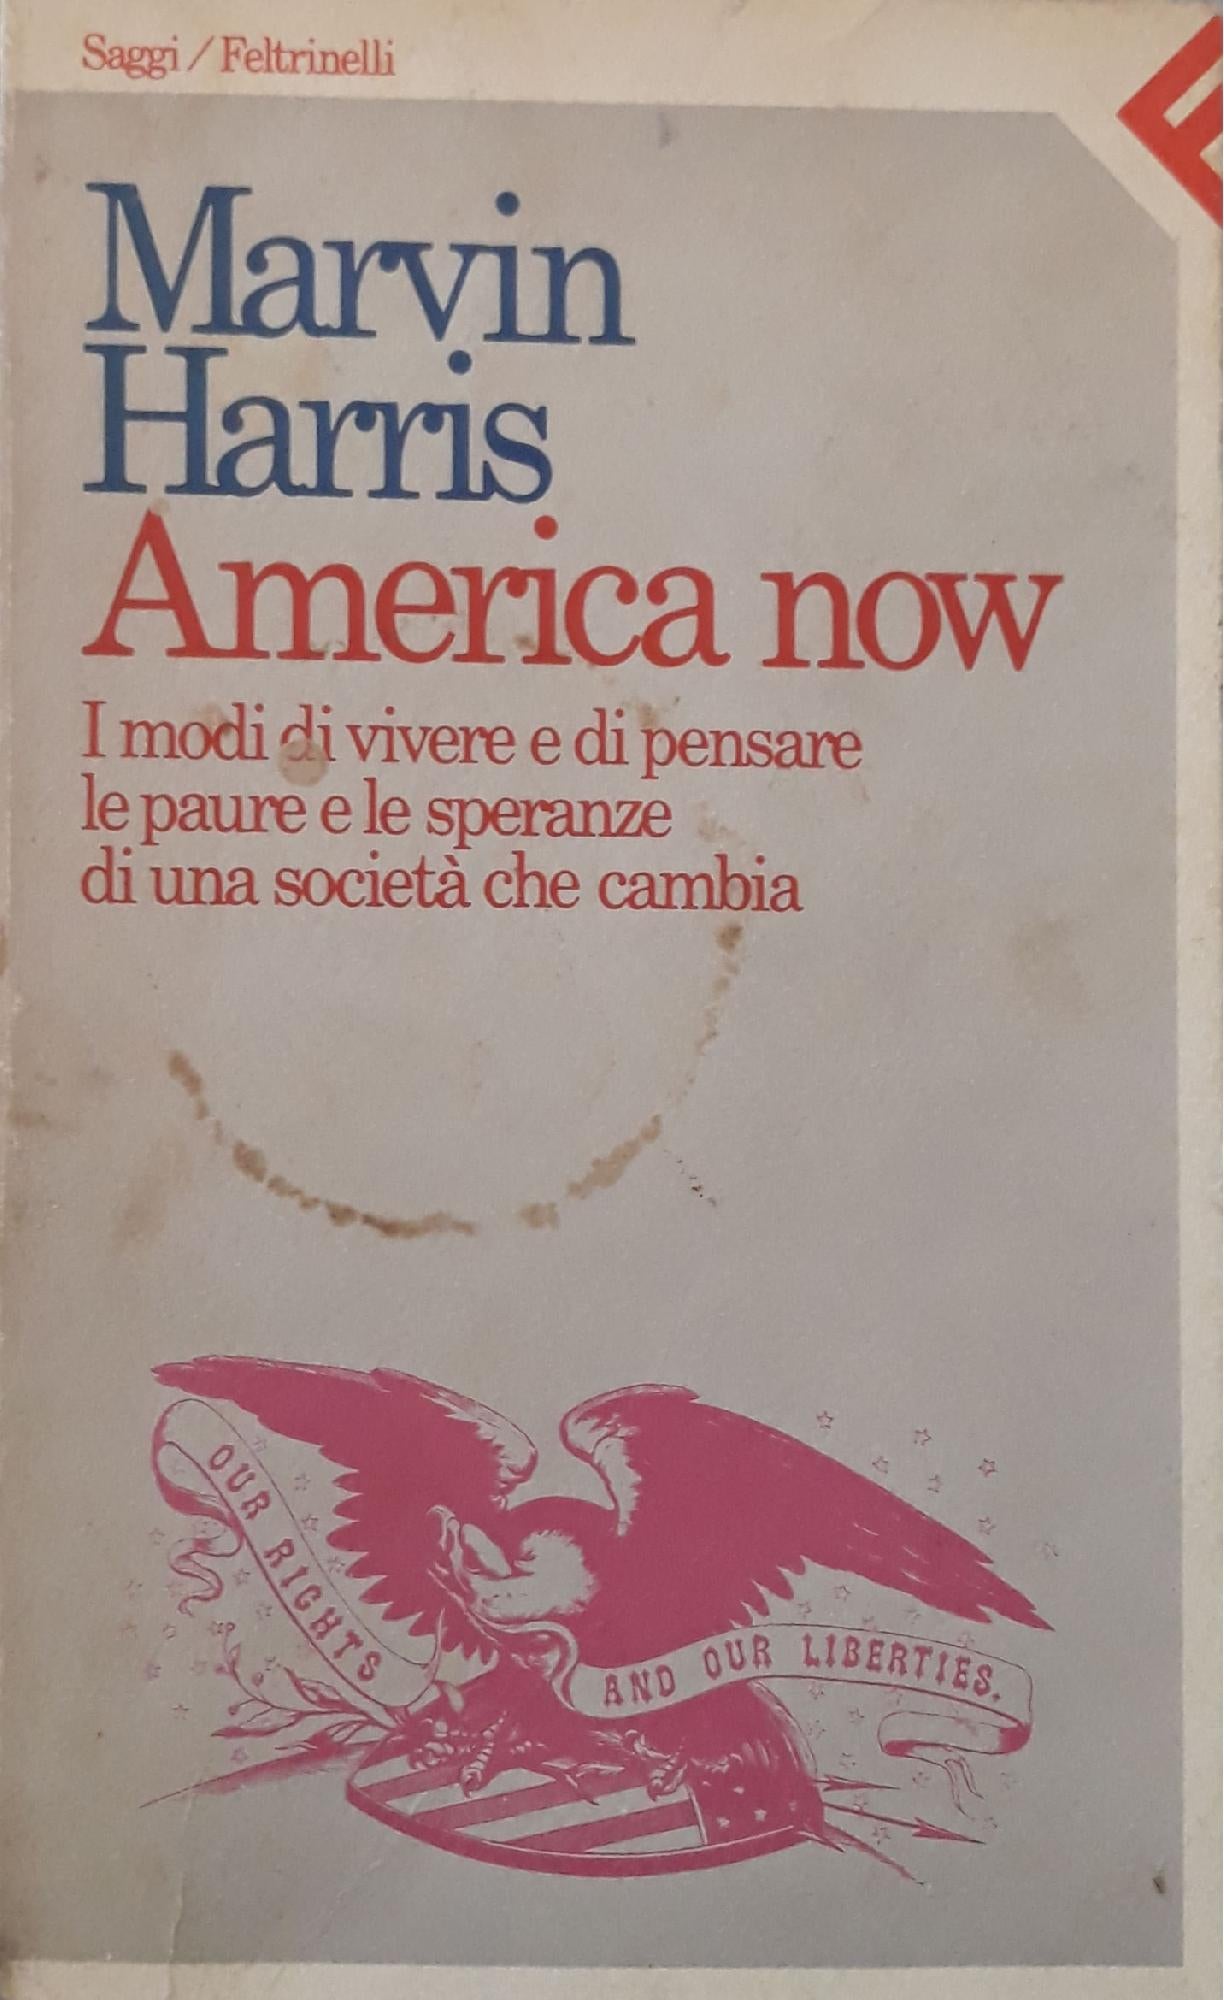 Saggi / Feltrinelli
F
Marvin
Harris
America now
I modi di vivere e di pensare
le paure e le speranze
di una società che cambia
OUR RIGHTS
AND OUR LIBERTIES.